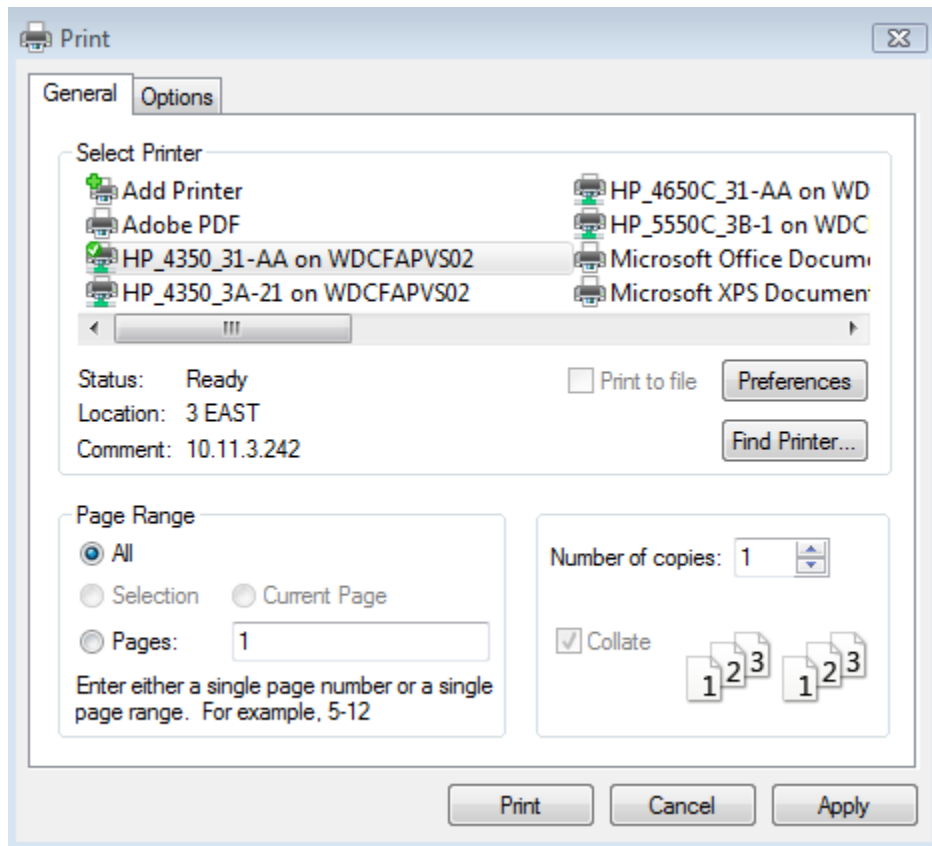 Print
General Options
Select Printer
Add Printer
Adobe PDF
HP_4350_31-AA on WDCFAPVS02
HP_4350_3A-21 on WDCFAPVS02
HP_4650C_31-AA on WD
HP_5550C_3B-1 on WDC
Microsoft Office Docum
Microsoft XPS Documen
Status: Ready
Location: 3 EAST
Comment: 10.11.3.242
Print to file
Preferences
Find Printer...
Page Range
All
Selection Current Page
Pages: 1
Enter either a single page number or a single
page range. For example, 5-12
Number of copies: 1
Collate
1 2 3 1 2 3
Print Cancel Apply